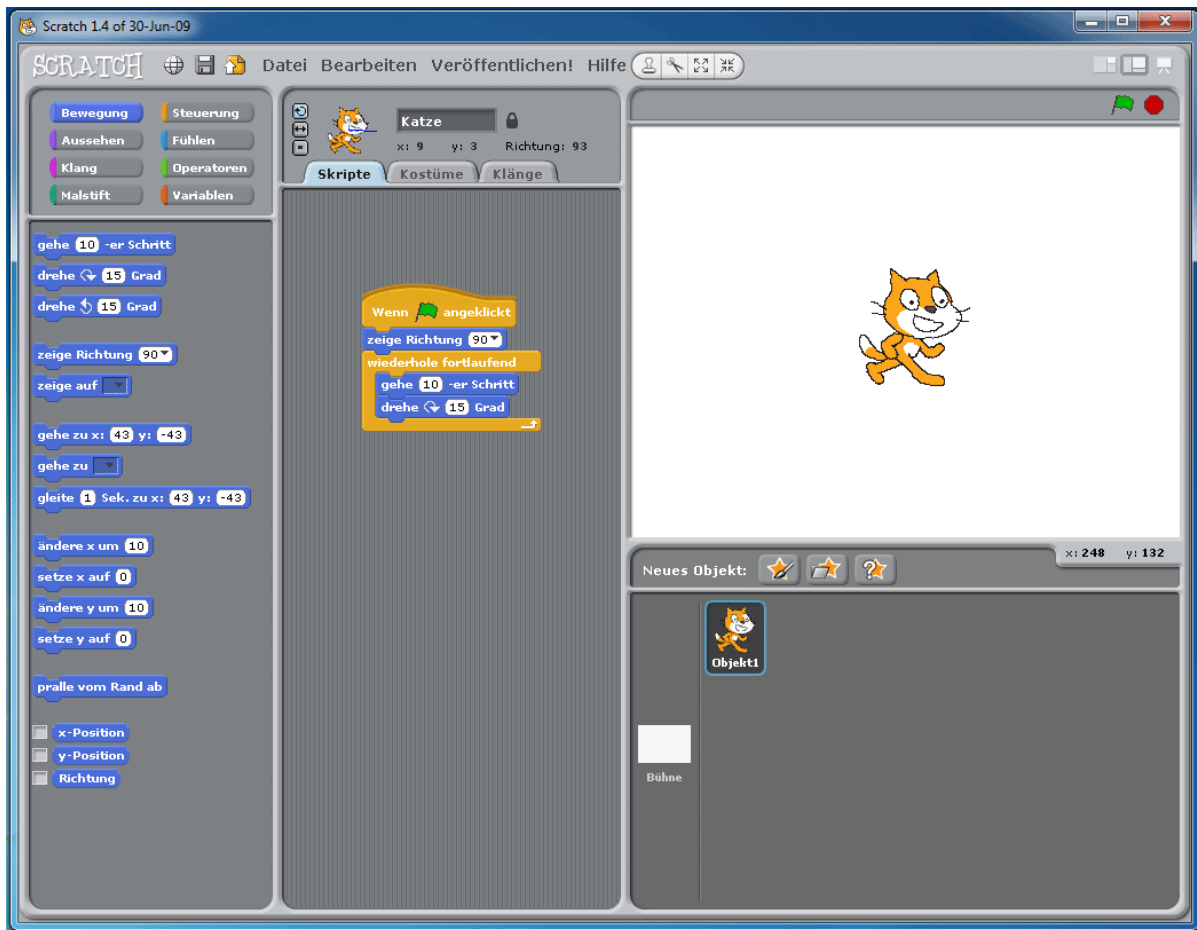 Scratch 1.4 of 30-Jun-09
SCRATCH Datei Bearbeiten Veröffentlichen! Hilfe
Bewegung Steuerung
Aussehen Fühlen
Klang Operatoren
Malstift Variablen
gehe 10 -er Schritt
drehe 15 Grad
drehe 15 Grad
zeige Richtung 90
zeige auf
gehe zu x: 43 y: -43
gehe zu
gleite 1 Sek. zu x: 43 y: -43
ändere x um 10
setze x auf 0
ändere y um 10
setze y auf 0
pralle vom Rand ab
x-Position
y-Position
Richtung
Katze
x: 9 y: 3 Richtung: 93
Skripte Kostüme Klänge
Wenn angeklickt
zeige Richtung 90
wiederhole fortlaufend
gehe 10 -er Schritt
drehe 15 Grad
x: 248 y: 132
Neues Objekt:
Objekt1
Bühne